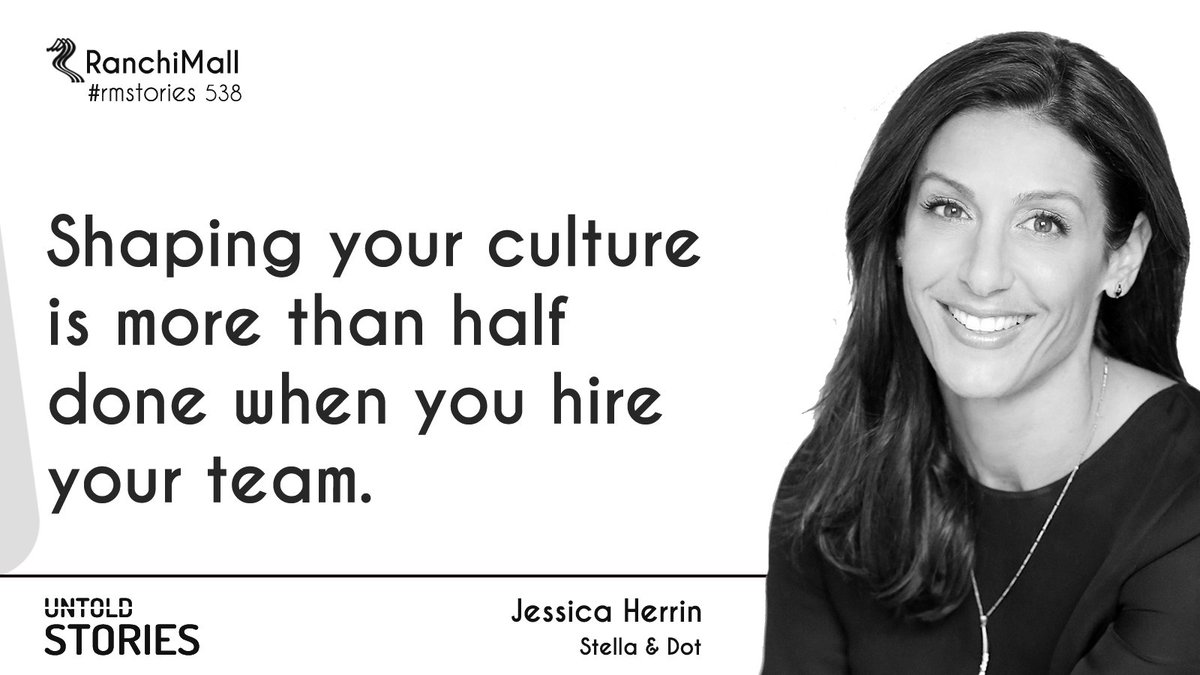 RanchiMall
#rmstories 538
Shaping your culture
is more than half
done when you hire
your team.
UNTOLD
STORIES
Jessica Herrin
Stella & Dot